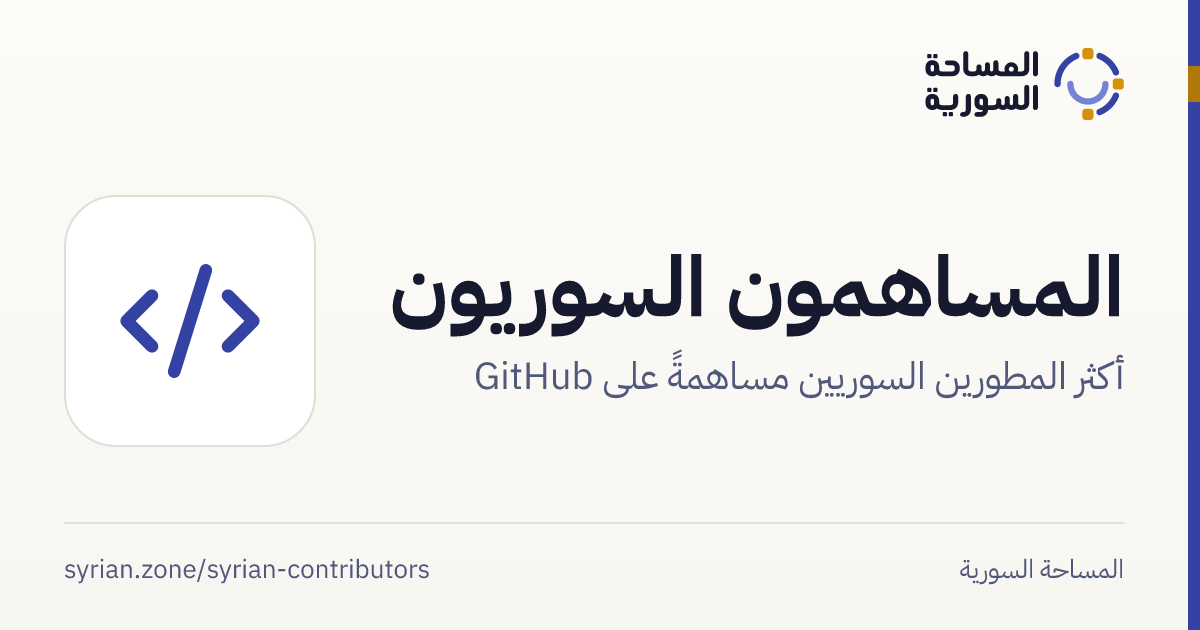 المساحة
السورية
المساهمون السوريون
أكثر المطورين السوريين مساهمةً على GitHub
المساحة السورية
syrian.zone/syrian-contributors